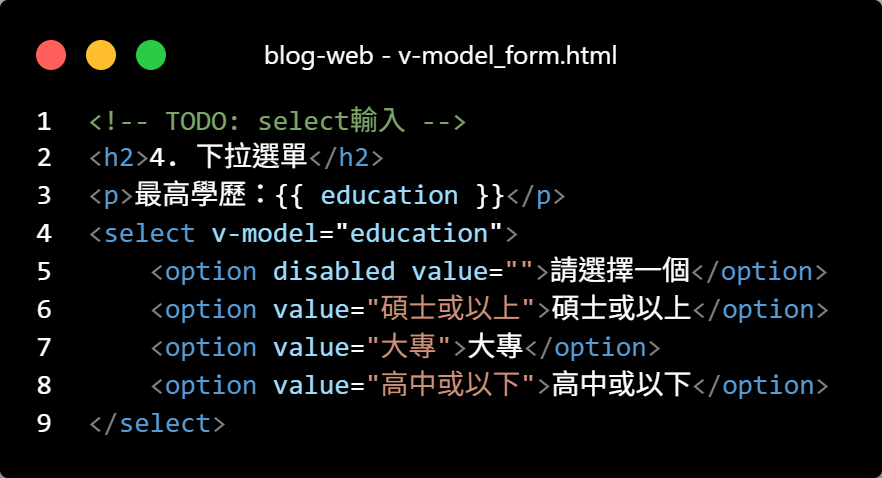 blog-web - v-model_form.html
1 <!-- TODO: select輸入 -->
2 <h2>4. 下拉選單</h2>
3 <p>最高學歷：{{ education }}</p>
4 <select v-model="education">
5     <option disabled value="">請選擇一個</option>
6     <option value="碩士或以上">碩士或以上</option>
7     <option value="大專">大專</option>
8     <option value="高中或以下">高中或以下</option>
9 </select>